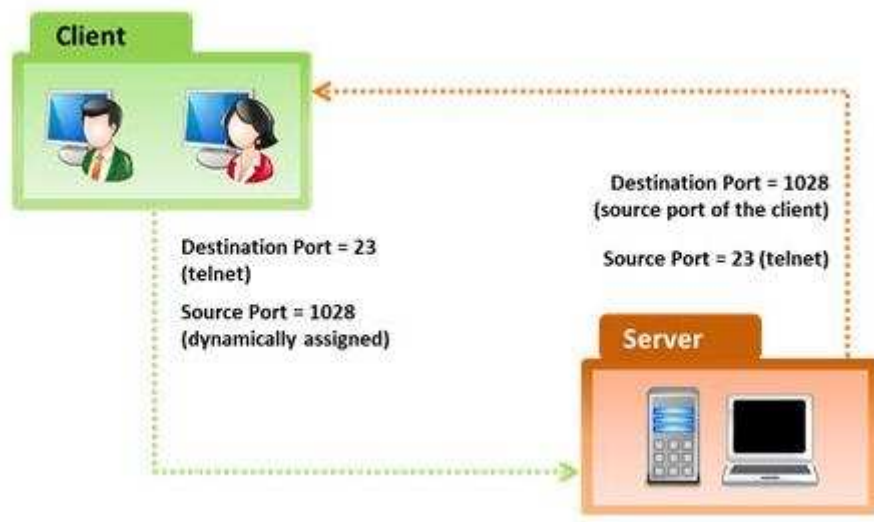 Client
Destination Port = 1028
(source port of the client)
Source Port = 23 (telnet)
Destination Port = 23
(telnet)
Source Port = 1028
(dynamically assigned)
Server